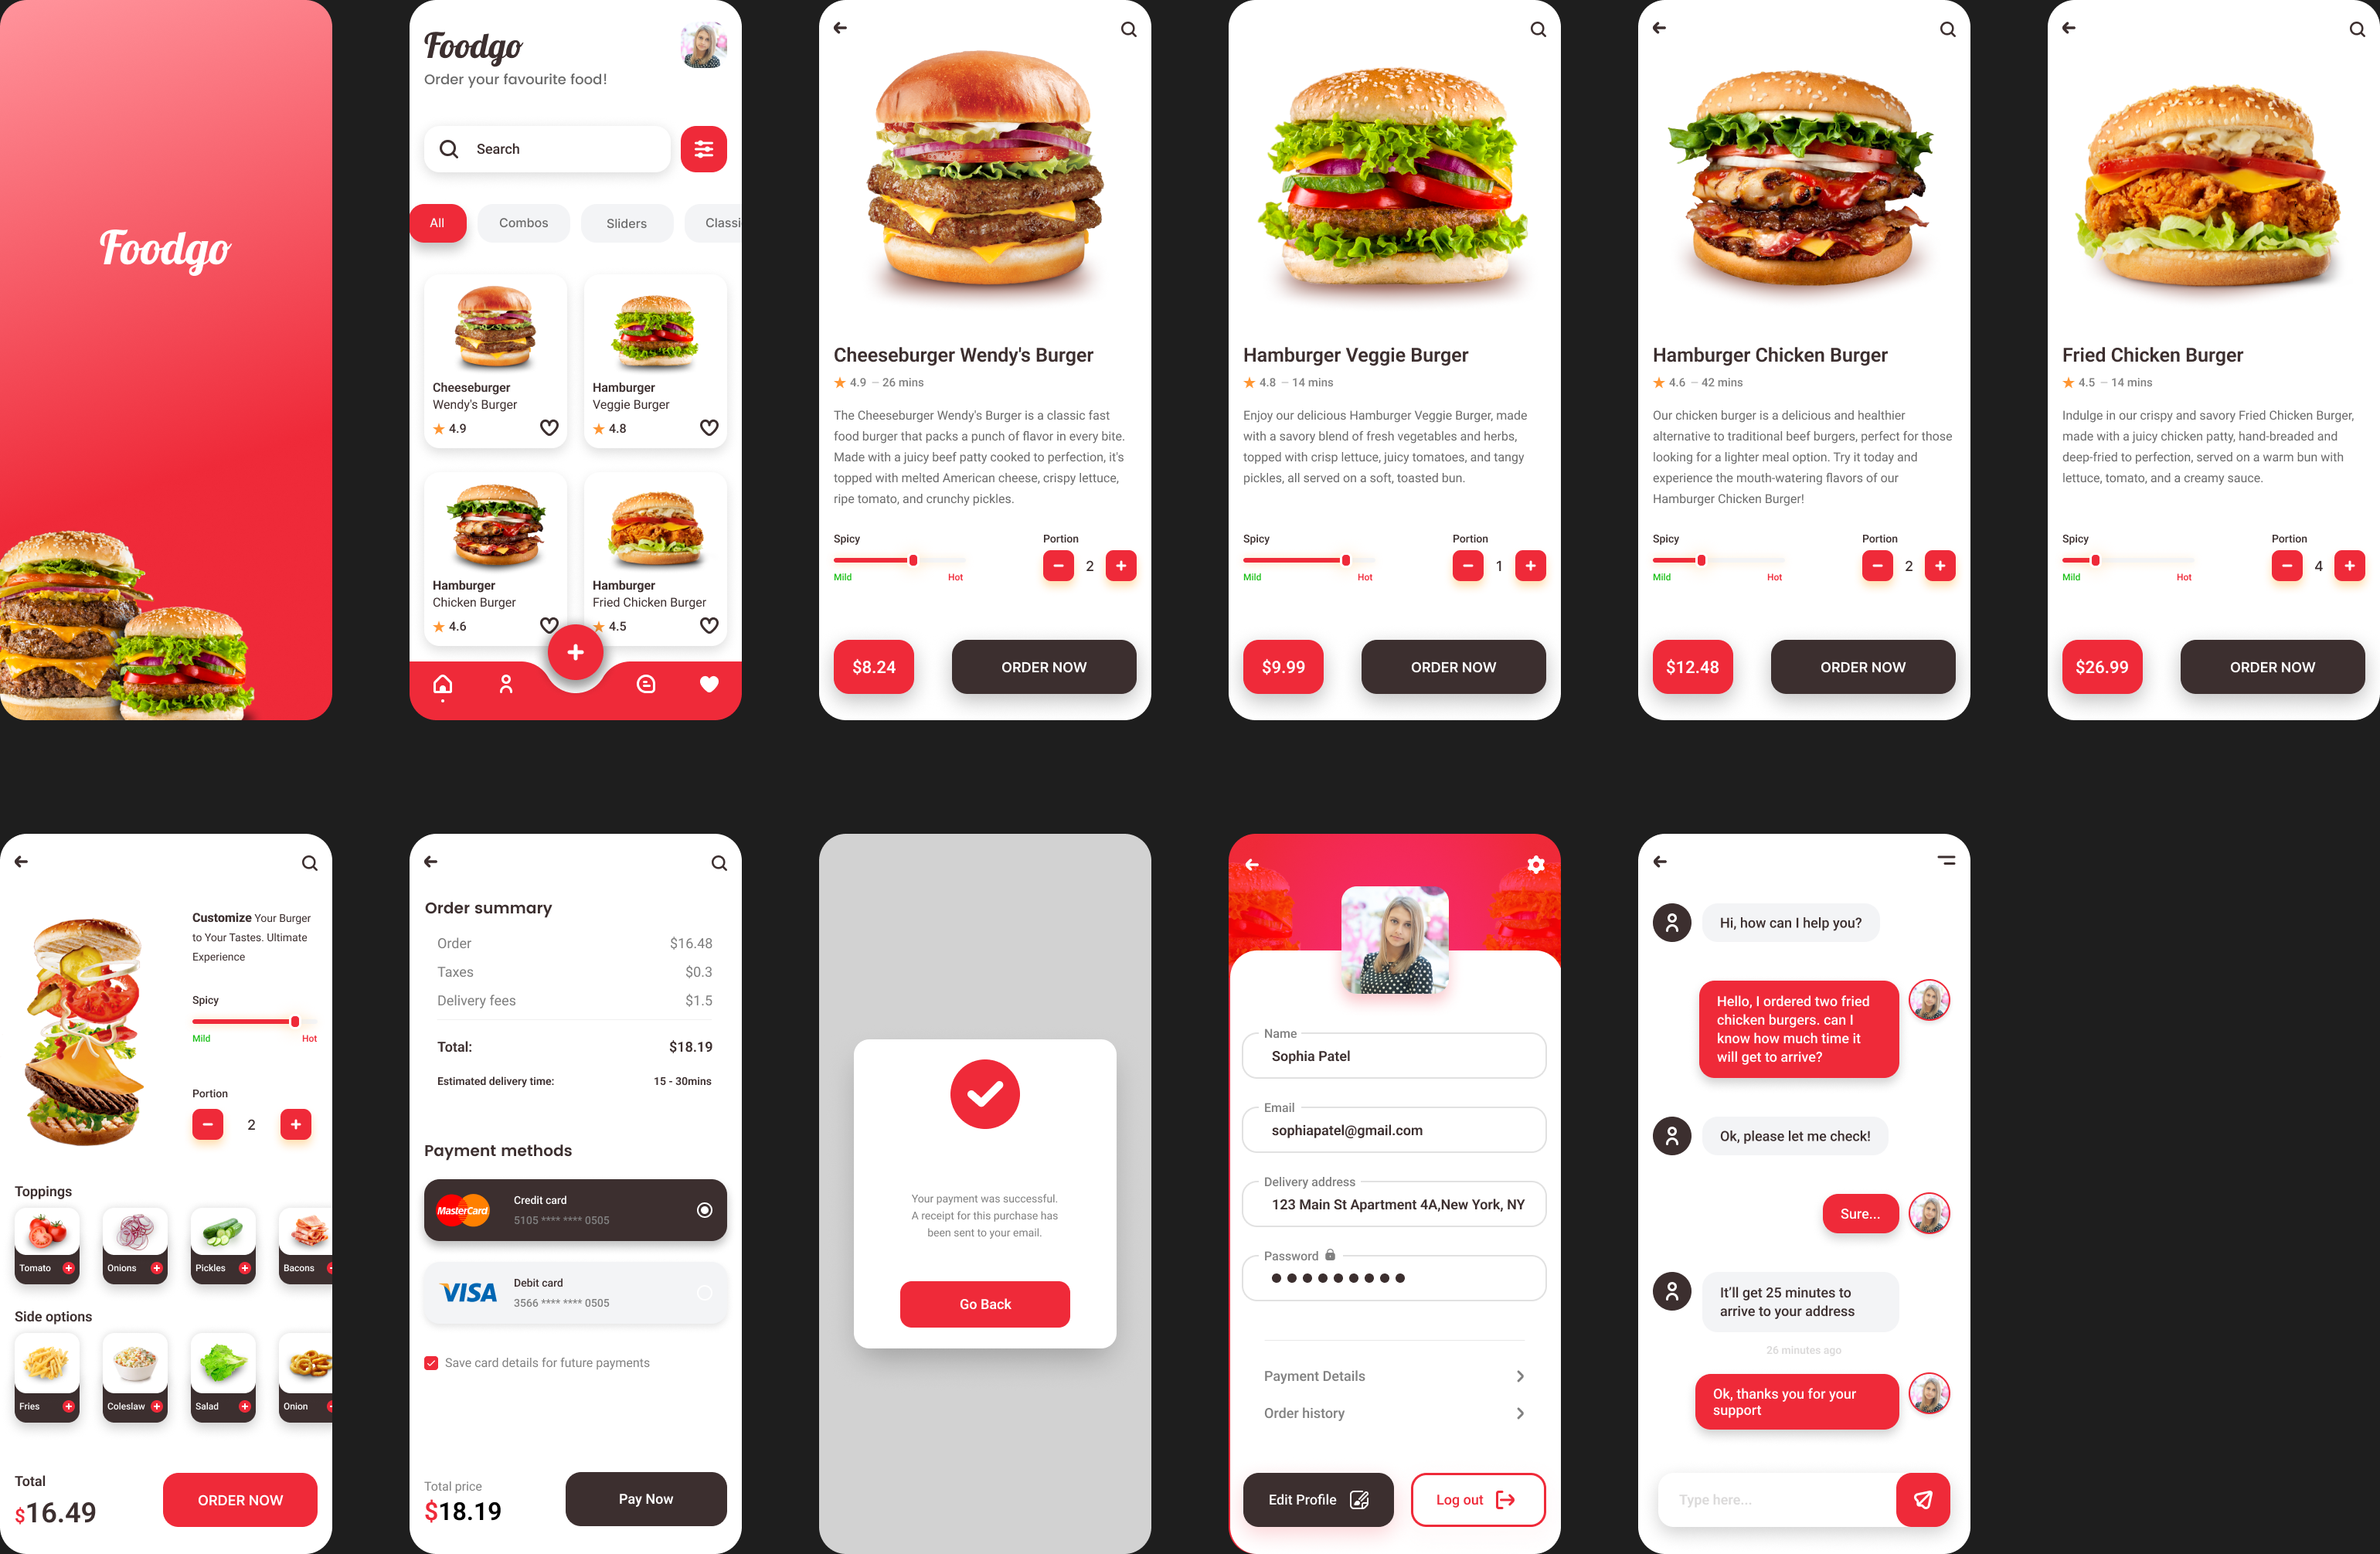 Foodgo
Foodgo
Order your favourite food!
Search
All
Combos
Sliders
Classi
Cheeseburger
Wendy's Burger
4.9
Hamburger
Veggie Burger
4.8
Hamburger
Chicken Burger
4.6
Hamburger
Fried Chicken Burger
4.5
Cheeseburger Wendy's Burger
4.9 – 26 mins
The Cheeseburger Wendy's Burger is a classic fast
food burger that packs a punch of flavor in every bite.
Made with a juicy beef patty cooked to perfection, it's
topped with melted American cheese, crispy lettuce,
ripe tomato, and crunchy pickles.
Spicy
Mild
Hot
Portion
2
$8.24
ORDER NOW
Hamburger Veggie Burger
4.8 – 14 mins
Enjoy our delicious Hamburger Veggie Burger, made
with a savory blend of fresh vegetables and herbs,
topped with crisp lettuce, juicy tomatoes, and tangy
pickles, all served on a soft, toasted bun.
Spicy
Mild
Hot
Portion
1
$9.99
ORDER NOW
Hamburger Chicken Burger
4.6 – 42 mins
Our chicken burger is a delicious and healthier
alternative to traditional beef burgers, perfect for those
looking for a lighter meal option. Try it today and
experience the mouth-watering flavors of our
Hamburger Chicken Burger!
Spicy
Mild
Hot
Portion
2
$12.48
ORDER NOW
Fried Chicken Burger
4.5 – 14 mins
Indulge in our crispy and savory Fried Chicken Burger,
made with a juicy chicken patty, hand-breaded and
deep-fried to perfection, served on a warm bun with
lettuce, tomato, and a creamy sauce.
Spicy
Mild
Hot
Portion
4
$26.99
ORDER NOW
Customize Your Burger
to Your Tastes. Ultimate
Experience
Spicy
Mild
Hot
Portion
2
Toppings
Tomato
Onions
Pickles
Bacons
Side options
Fries
Coleslaw
Salad
Onion
Total
$16.49
ORDER NOW
Order summary
Order $16.48
Taxes $0.3
Delivery fees $1.5
Total: $18.19
Estimated delivery time: 15 - 30mins
Payment methods
MasterCard
Credit card
5105 **** **** 0505
VISA
Debit card
3566 **** **** 0505
Save card details for future payments
Total price
$18.19
Pay Now
Your payment was successful.
A receipt for this purchase has
been sent to your email.
Go Back
Name
Sophia Patel
Email
sophiapatel@gmail.com
Delivery address
123 Main St Apartment 4A,New York, NY
Password
Payment Details
Order history
Edit Profile
Log out
Hi, how can I help you?
Hello, I ordered two fried
chicken burgers. can I
know how much time it
will get to arrive?
Ok, please let me check!
Sure...
It'll get 25 minutes to
arrive to your address
26 minutes ago
Ok, thanks you for your
support
Type here...